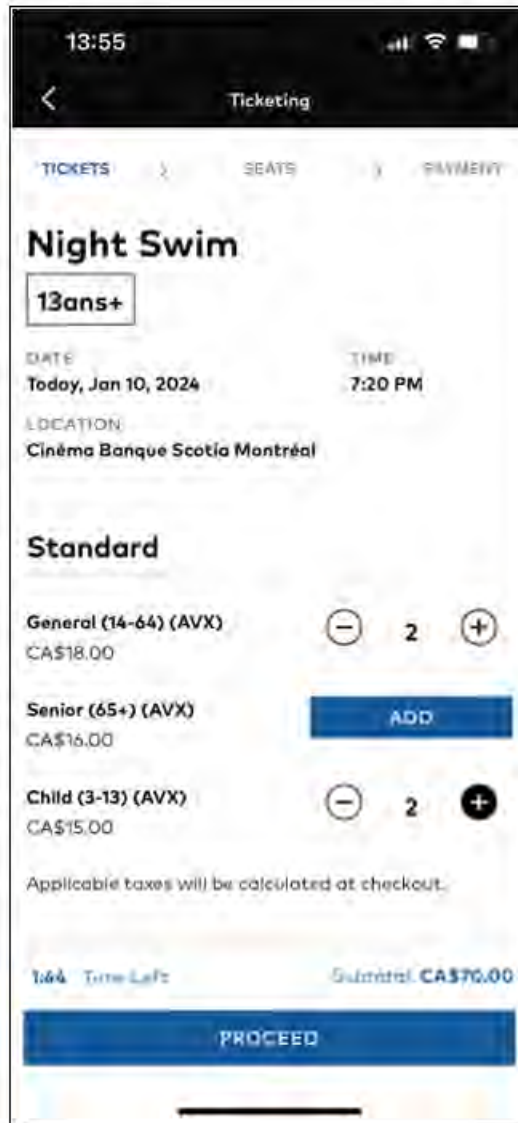 13:55
Ticketing
TICKETS > SEATS > PAYMENT
Night Swim
13ans+
DATE TIME
Today, Jan 10, 2024 7:20 PM
LOCATION
Cinéma Banque Scotia Montréal
Standard
General (14-64) (AVX) 2
CA$18.00
Senior (65+) (AVX) ADD
CA$16.00
Child (3-13) (AVX) 2
CA$15.00
Applicable taxes will be calculated at checkout.
Time Left Subtotal CA$70.00
PROCEED